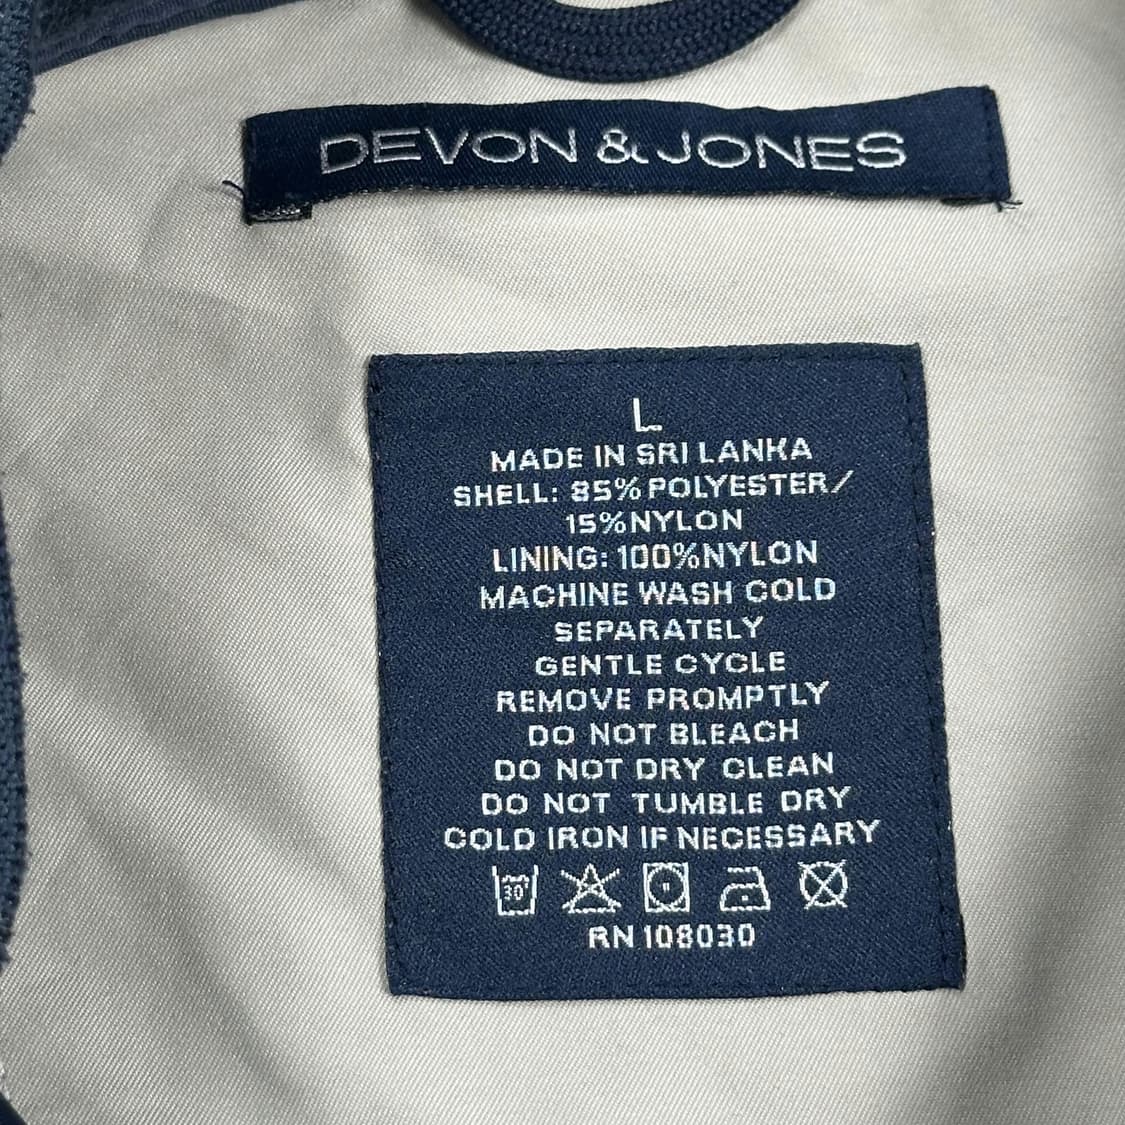 DEVON & JONES
L
MADE IN SRI LANKA
SHELL: 85% POLYESTER/
15%NYLON
LINING: 100%NYLON
MACHINE WASH COLD
SEPARATELY
GENTLE CYCLE
REMOVE PROMPTLY
DO NOT BLEACH
DO NOT DRY CLEAN
DO NOT TUMBLE DRY
COLD IRON IF NECESSARY
30°
RN 108030